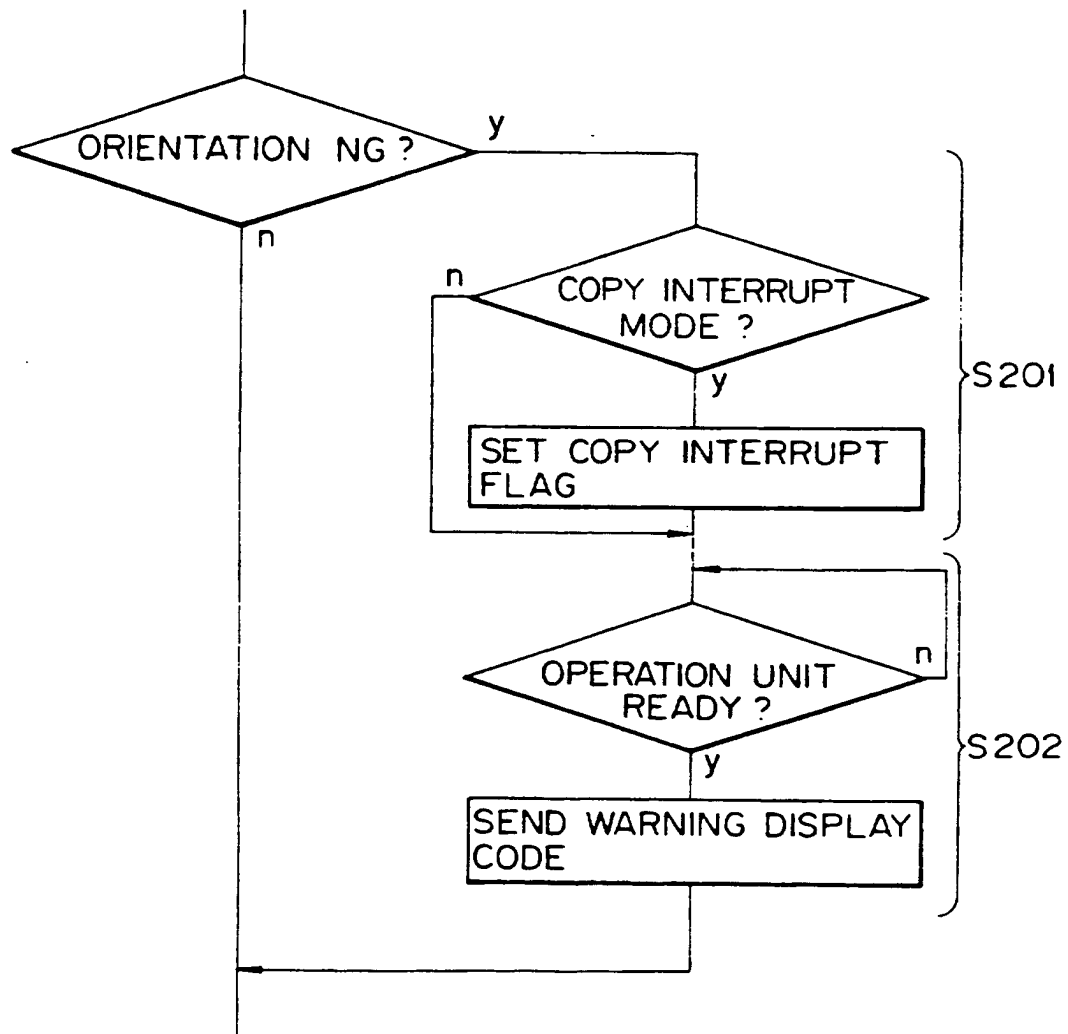 ORIENTATION NG ?
y
n
COPY INTERRUPT
MODE ?
n
y
SET COPY INTERRUPT
FLAG
S201
OPERATION UNIT
READY ?
n
y
S202
SEND WARNING DISPLAY
CODE